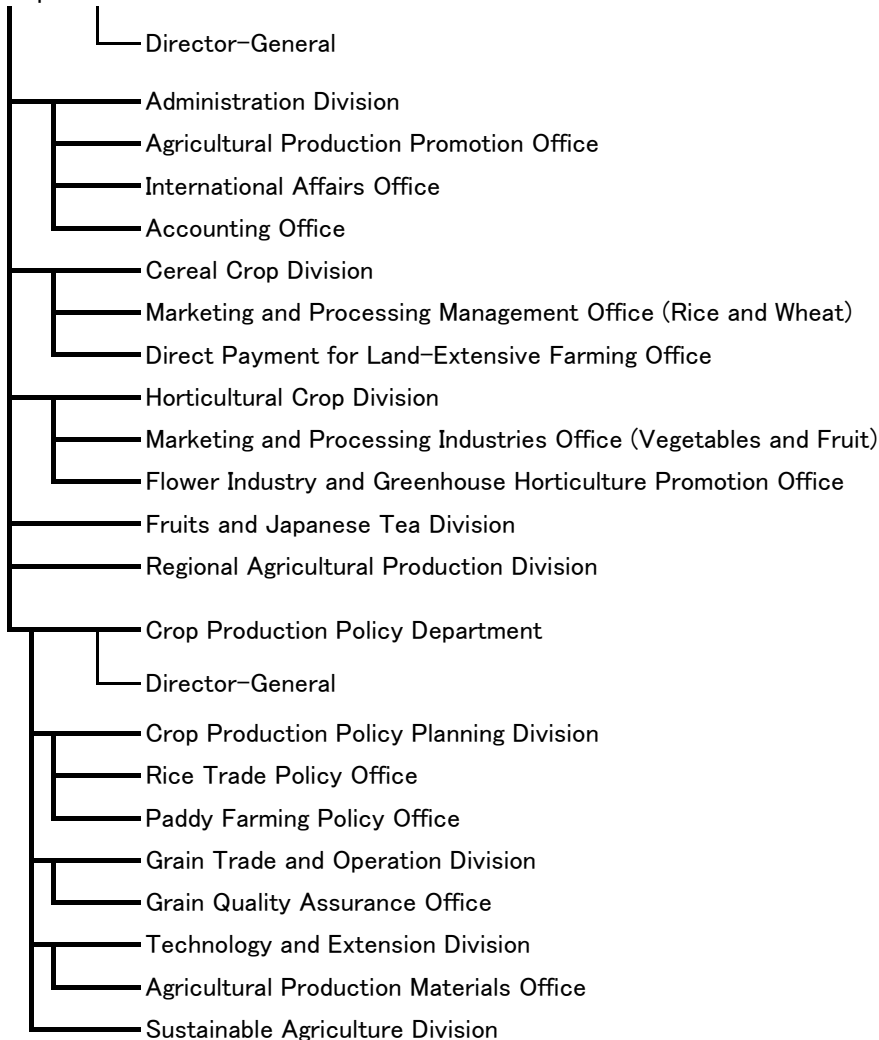 Director-General
Administration Division
Agricultural Production Promotion Office
International Affairs Office
Accounting Office
Cereal Crop Division
Marketing and Processing Management Office (Rice and Wheat)
Direct Payment for Land-Extensive Farming Office
Horticultural Crop Division
Marketing and Processing Industries Office (Vegetables and Fruit)
Flower Industry and Greenhouse Horticulture Promotion Office
Fruits and Japanese Tea Division
Regional Agricultural Production Division
Crop Production Policy Department
Director-General
Crop Production Policy Planning Division
Rice Trade Policy Office
Paddy Farming Policy Office
Grain Trade and Operation Division
Grain Quality Assurance Office
Technology and Extension Division
Agricultural Production Materials Office
Sustainable Agriculture Division